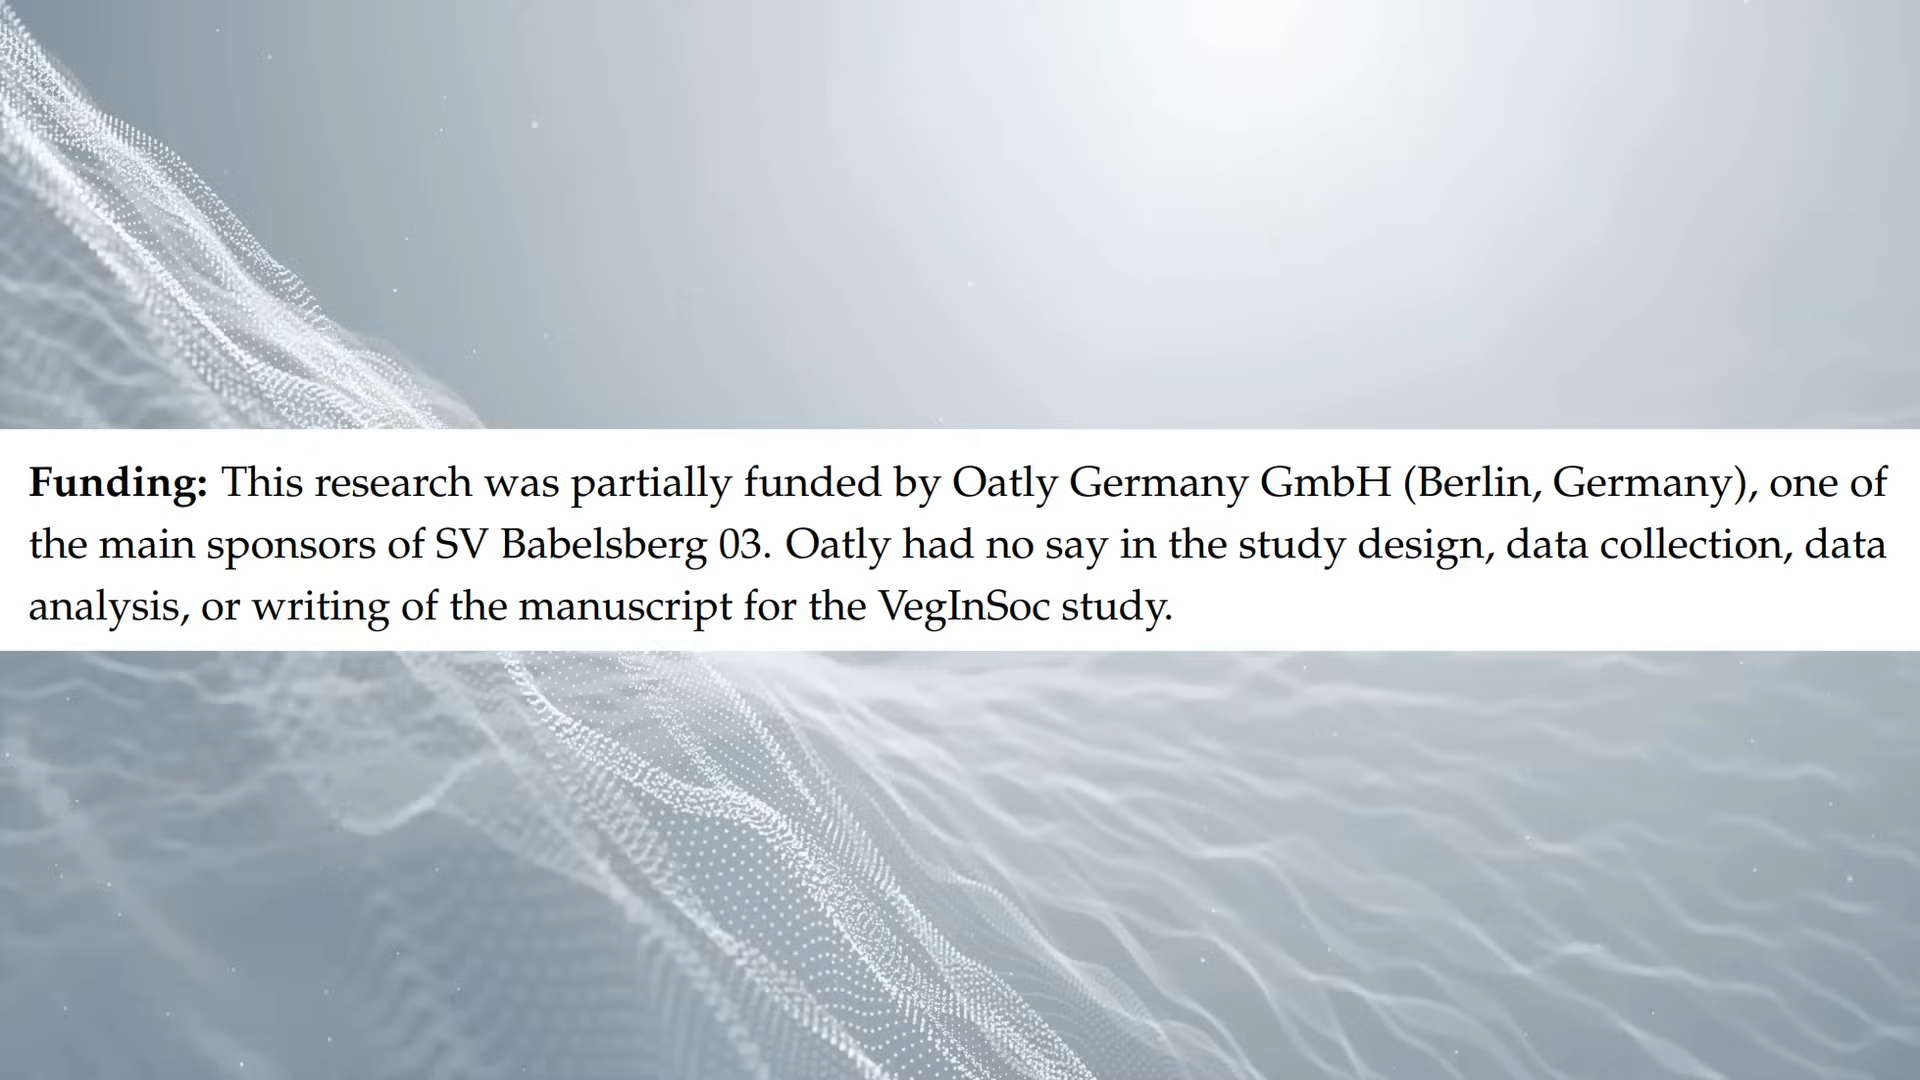 Funding: This research was partially funded by Oatly Germany GmbH (Berlin, Germany), one of
the main sponsors of SV Babelsberg 03. Oatly had no say in the study design, data collection, data
analysis, or writing of the manuscript for the VegInSoc study.